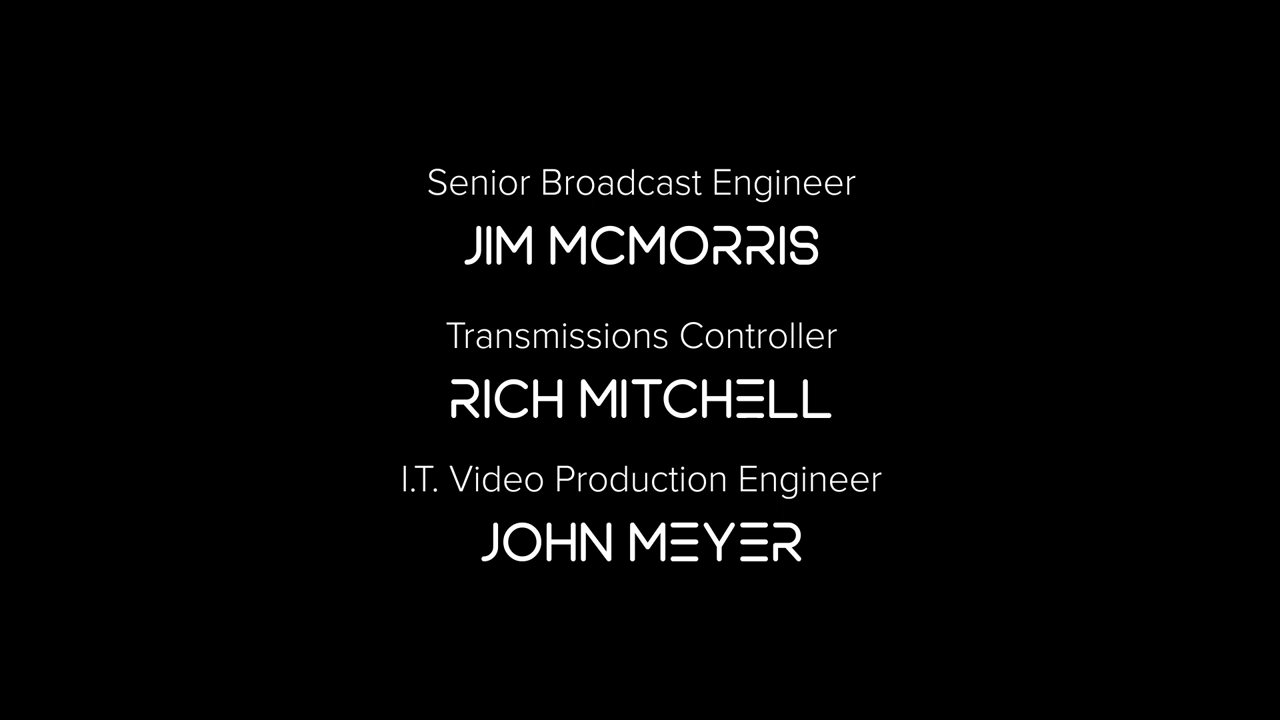 Senior Broadcast Engineer
JIM MCMORRIS
Transmissions Controller
RICH MITCHELL
I.T. Video Production Engineer
JOHN MEYER